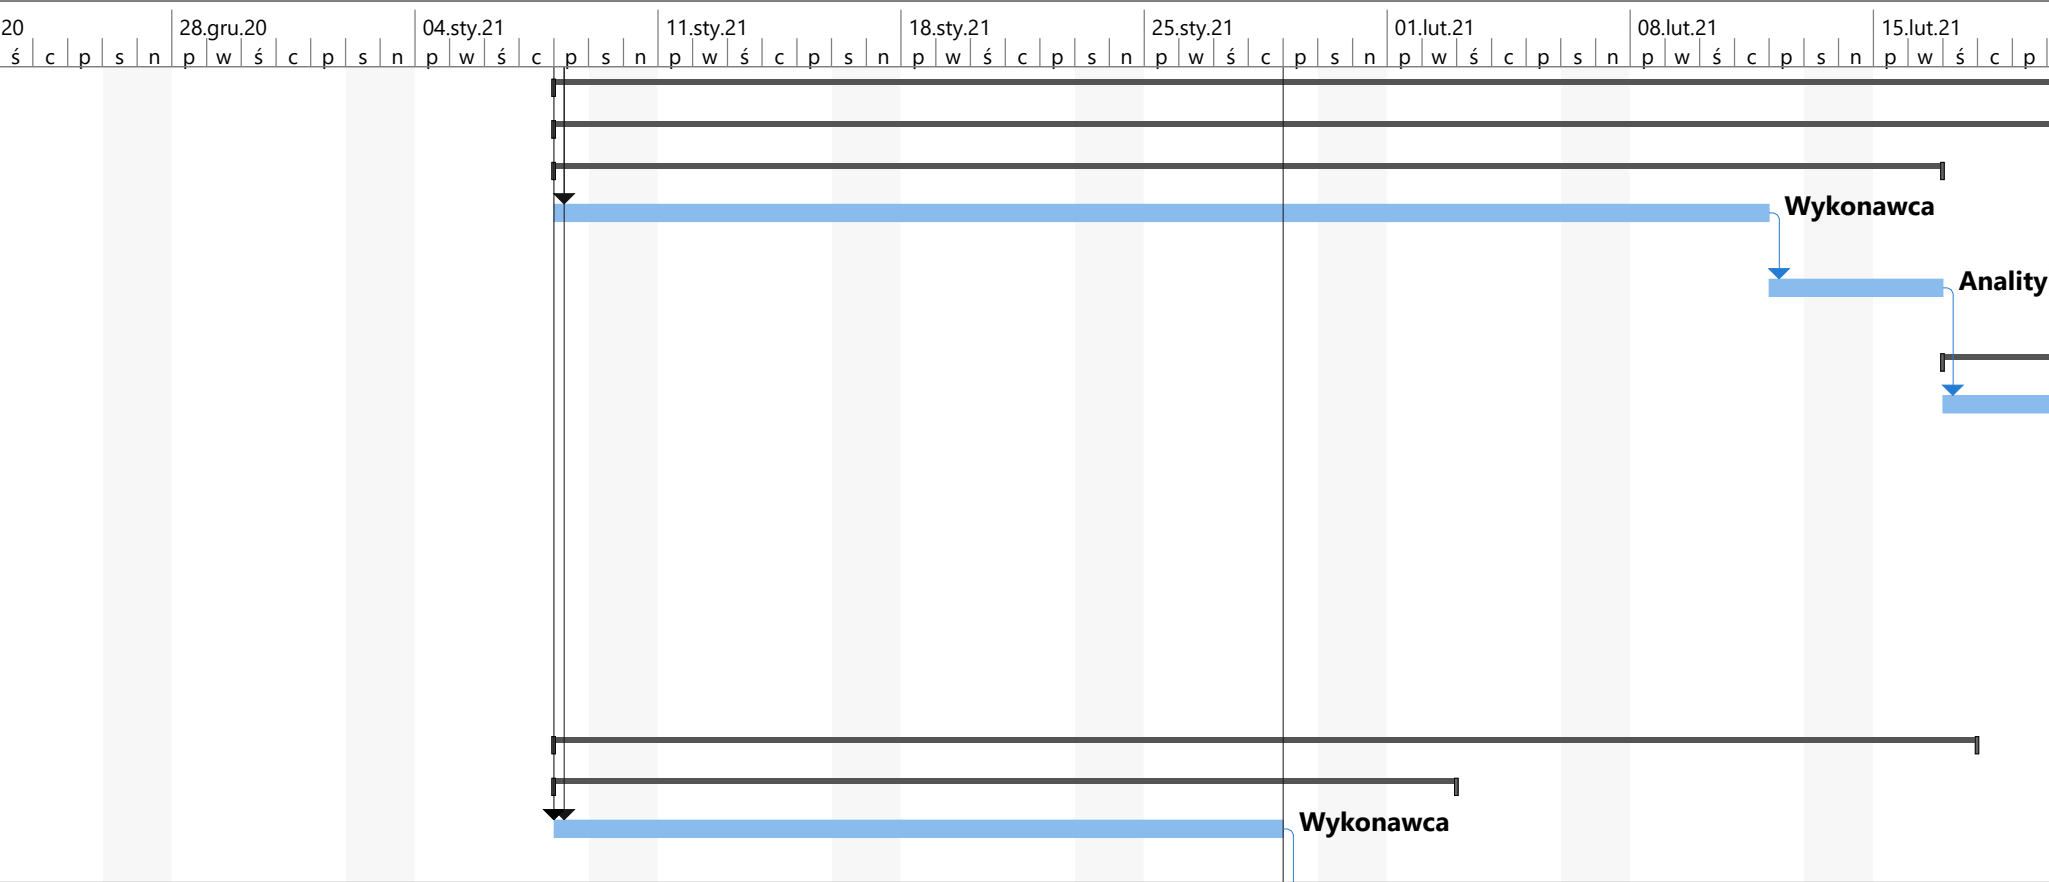 20 28.gru.20 04.sty.21 11.sty.21 18.sty.21 25.sty.21 01.lut.21 08.lut.21 15.lut.21
ś c p s n p w ś c p s n p w ś c p s n p w ś c p s n p w ś c p s n p w ś c p s n p w ś c p s n p w ś c p s n p w ś c p
Wykonawca
Anality
Wykonawca